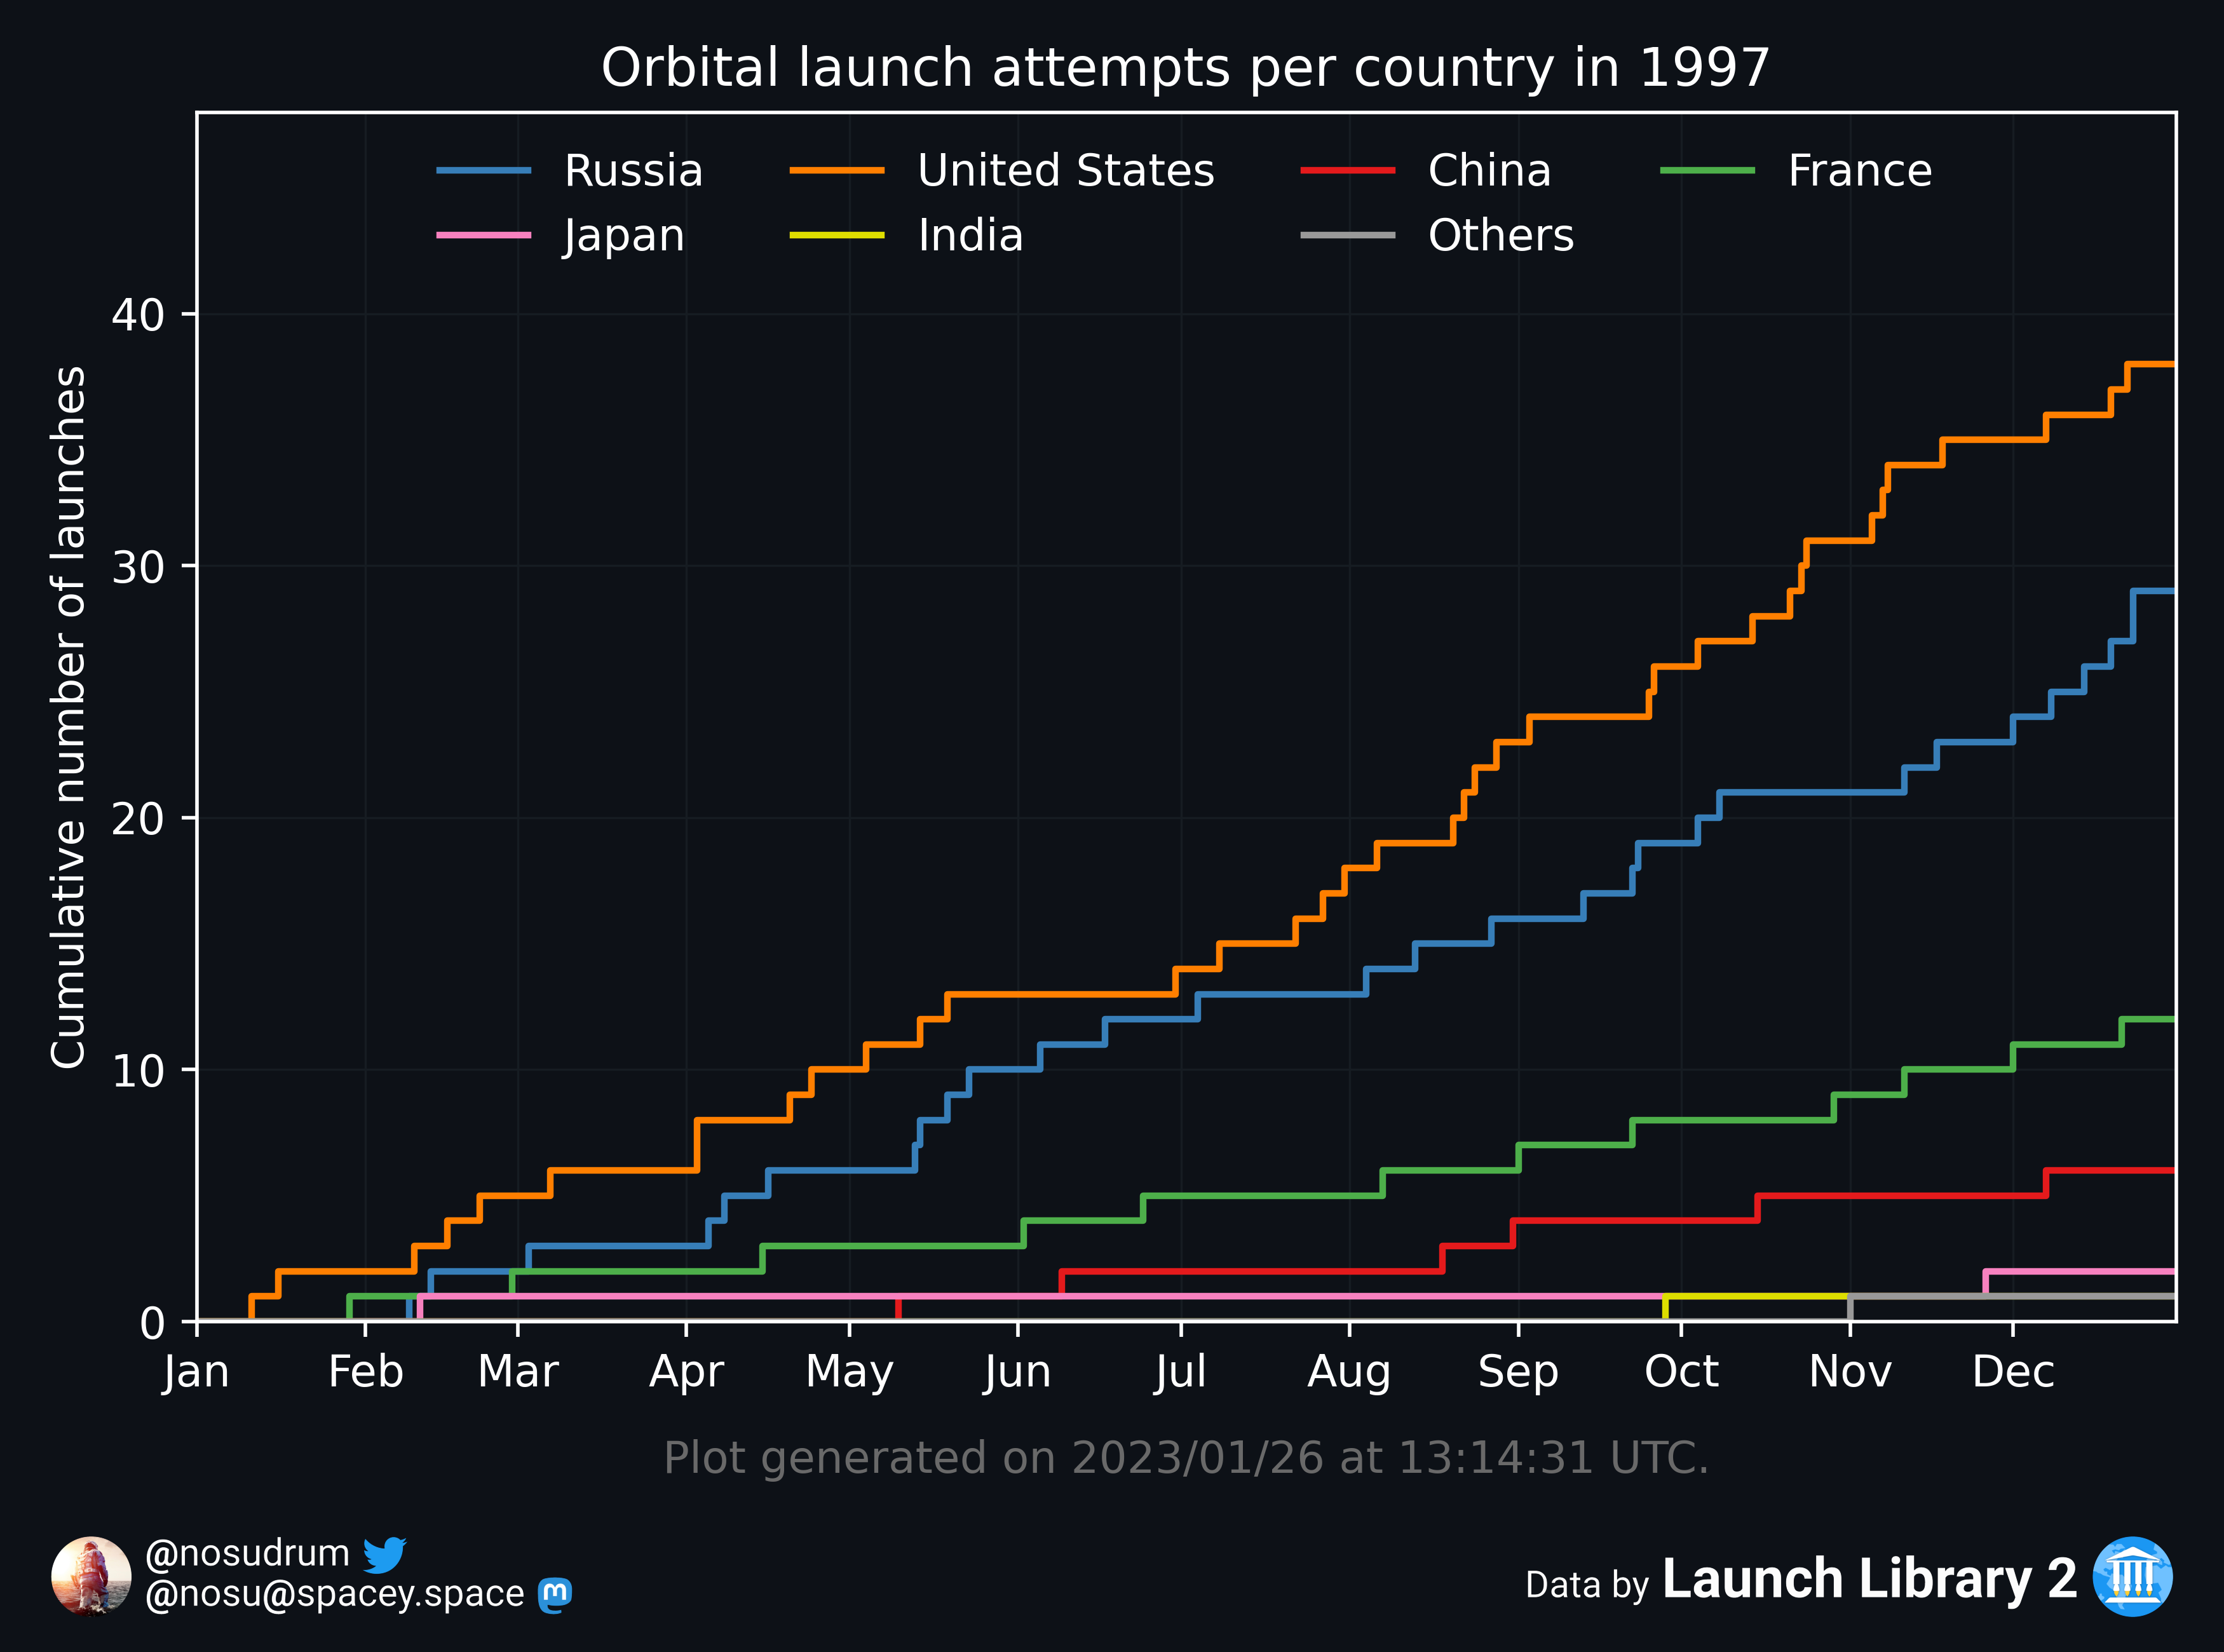 Orbital launch attempts per country in 1997
Russia United States China France
Japan India Others
Cumulative number of launches
40
30
20
10
0
Jan Feb Mar Apr May Jun Jul Aug Sep Oct Nov Dec
Plot generated on 2023/01/26 at 13:14:31 UTC.
@nosudrum
@nosu@spacey.space
Data by Launch Library 2